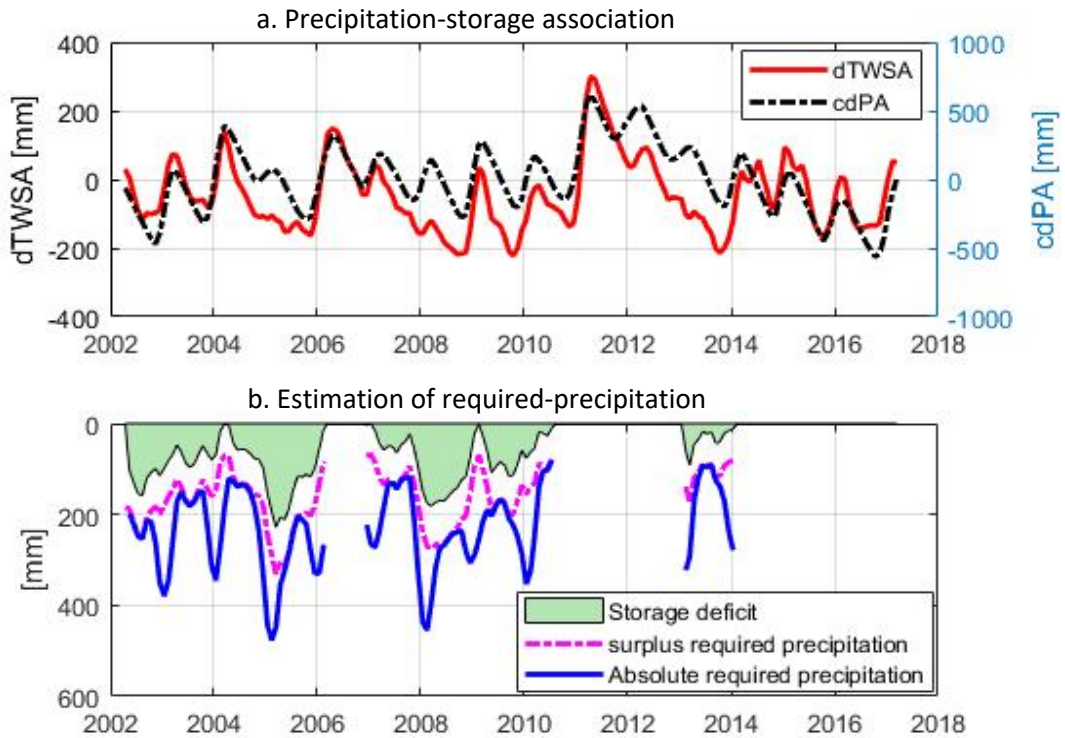 a. Precipitation-storage association
400
200
0
-200
-400
dTWSA [mm]
1000
500
0
-500
-1000
cdPA [mm]
dTWSA
cdPA
2002 2004 2006 2008 2010 2012 2014 2016 2018
b. Estimation of required-precipitation
0
200
400
600
[mm]
Storage deficit
surplus required precipitation
Absolute required precipitation
2002 2004 2006 2008 2010 2012 2014 2016 2018